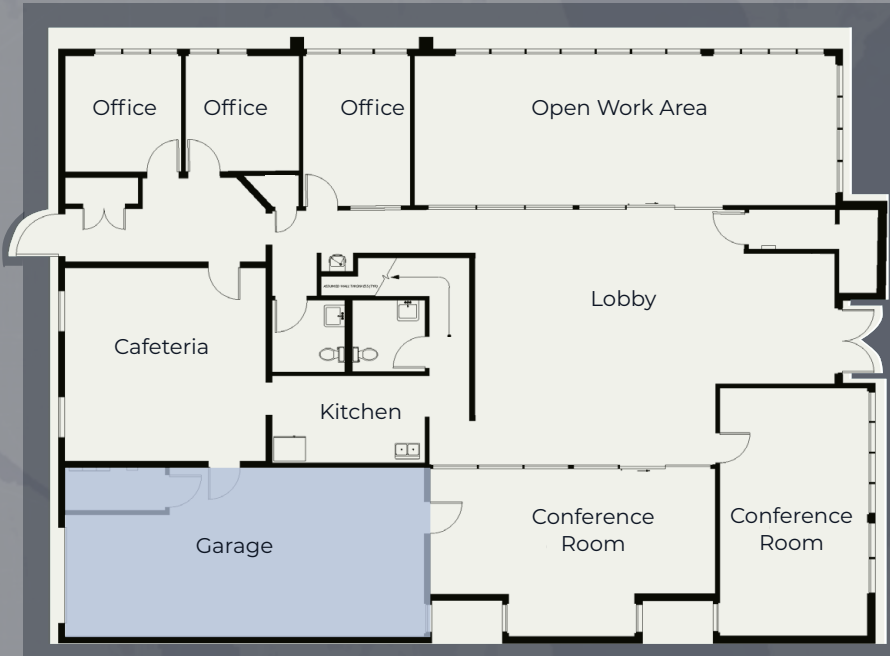 Office
Office
Office
Open Work Area
Lobby
Cafeteria
Kitchen
Garage
Conference
Room
Conference
Room